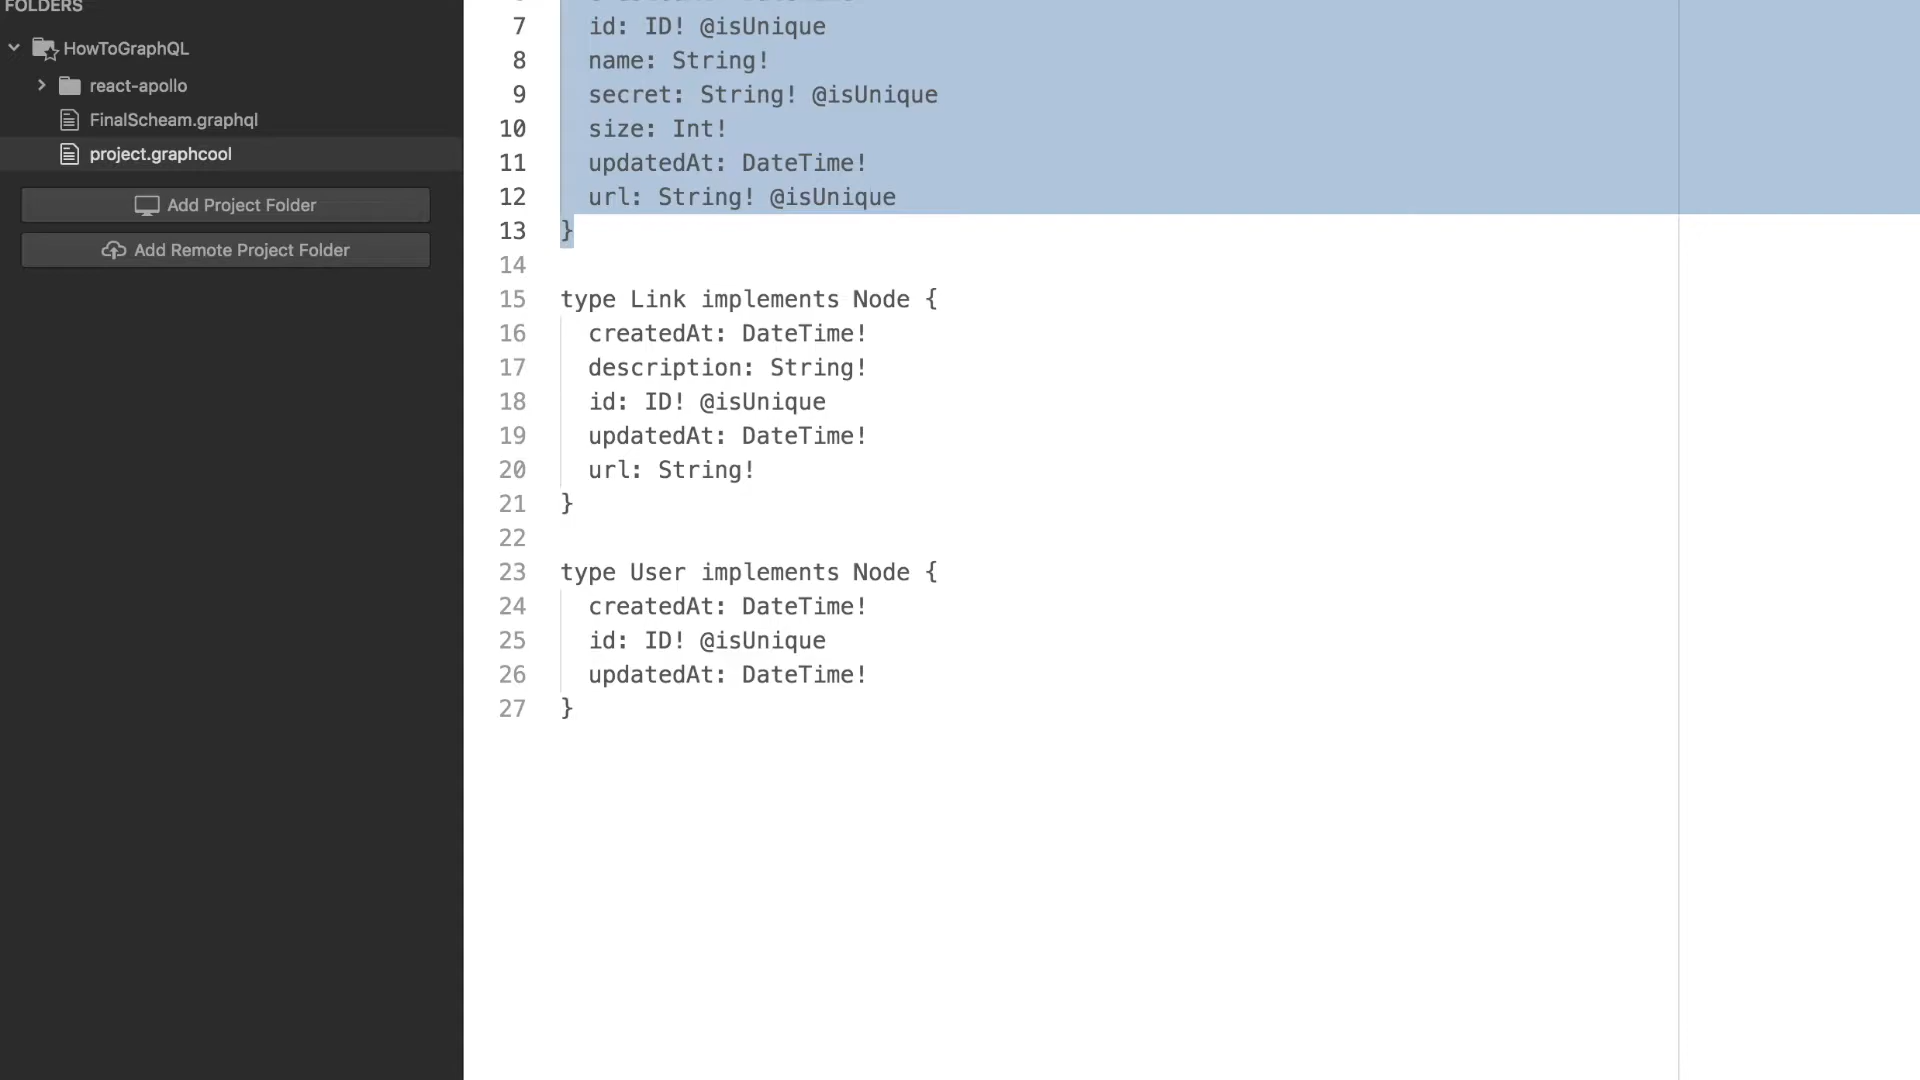 FOLDERS
HowToGraphQL
react-apollo
FinalScheam.graphql
project.graphcool
Add Project Folder
Add Remote Project Folder
7 id: ID! @isUnique
8 name: String!
9 secret: String! @isUnique
10 size: Int!
11 updatedAt: DateTime!
12 url: String! @isUnique
13 }
14
15 type Link implements Node {
16 createdAt: DateTime!
17 description: String!
18 id: ID! @isUnique
19 updatedAt: DateTime!
20 url: String!
21 }
22
23 type User implements Node {
24 createdAt: DateTime!
25 id: ID! @isUnique
26 updatedAt: DateTime!
27 }